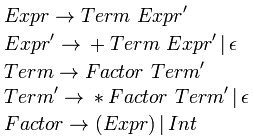 Expr → Term Expr′
Expr′ → + Term Expr′ | ϵ
Term → Factor Term′
Term′ → ∗ Factor Term′ | ϵ
Factor → (Expr) | Int